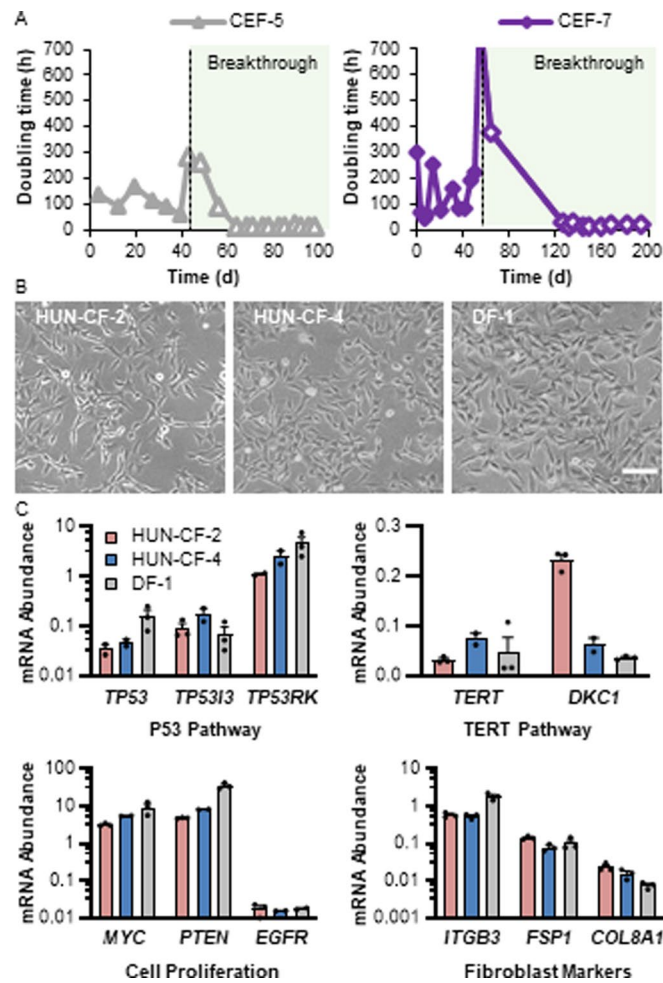 A
CEF-5
CEF-7
Doubling time (h)
700
600
500
400
300
200
100
0
Breakthrough
0 20 40 60 80 100
Time (d)
Doubling time (h)
700
600
500
400
300
200
100
0
Breakthrough
0 40 80 120 160 200
Time (d)
B
HUN-CF-2
HUN-CF-4
DF-1
C
mRNA Abundance
10
1
0.1
0.01
HUN-CF-2
HUN-CF-4
DF-1
TP53 TP53I3 TP53RK
P53 Pathway
mRNA Abundance
0.3
0.2
0.1
0.0
TERT DKC1
TERT Pathway
mRNA Abundance
100
10
1
0.1
0.01
MYC PTEN EGFR
Cell Proliferation
mRNA Abundance
10
1
0.1
0.01
0.001
ITGB3 FSP1 COL8A1
Fibroblast Markers